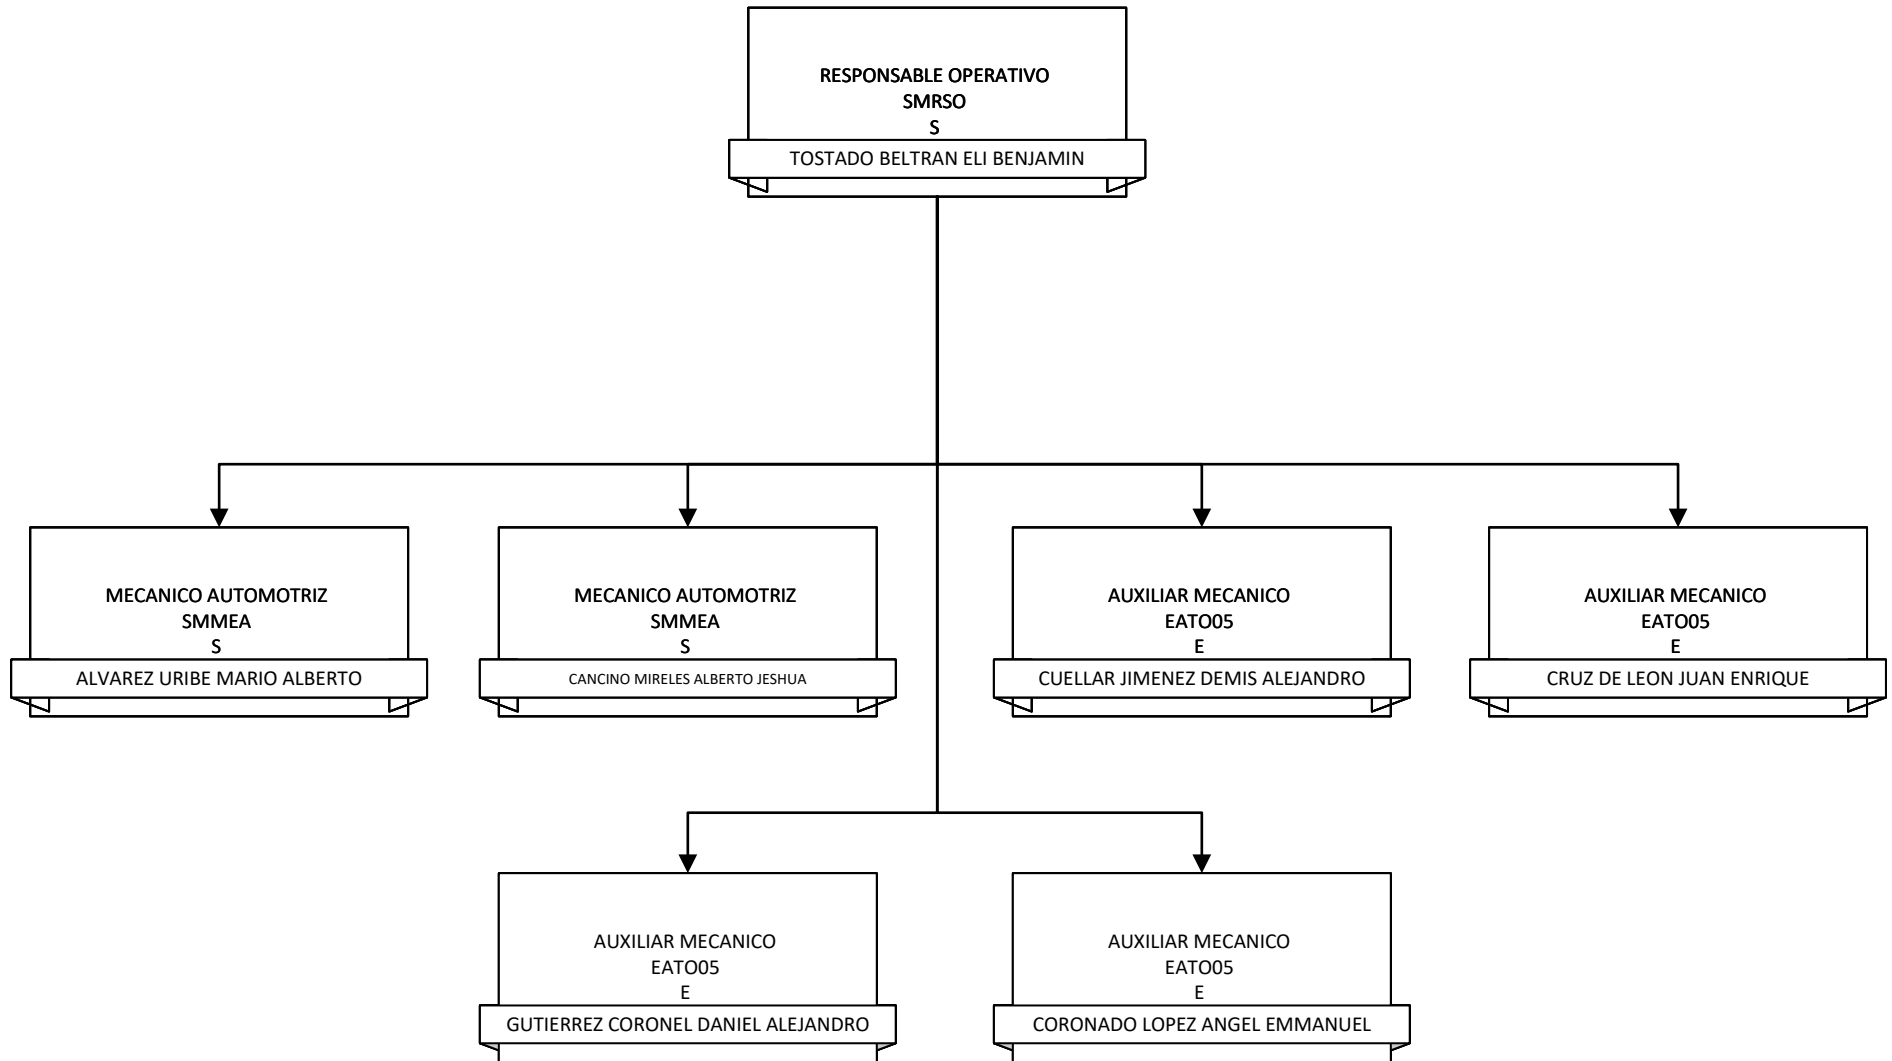 RESPONSABLE OPERATIVO
SMRSO
S
TOSTADO BELTRAN ELI BENJAMIN
MECANICO AUTOMOTRIZ
SMMEA
S
ALVAREZ URIBE MARIO ALBERTO
MECANICO AUTOMOTRIZ
SMMEA
S
CANCINO MIRELES ALBERTO JESHUA
AUXILIAR MECANICO
EATO05
E
CUELLAR JIMENEZ DEMIS ALEJANDRO
AUXILIAR MECANICO
EATO05
E
CRUZ DE LEON JUAN ENRIQUE
AUXILIAR MECANICO
EATO05
E
GUTIERREZ CORONEL DANIEL ALEJANDRO
AUXILIAR MECANICO
EATO05
E
CORONADO LOPEZ ANGEL EMMANUEL